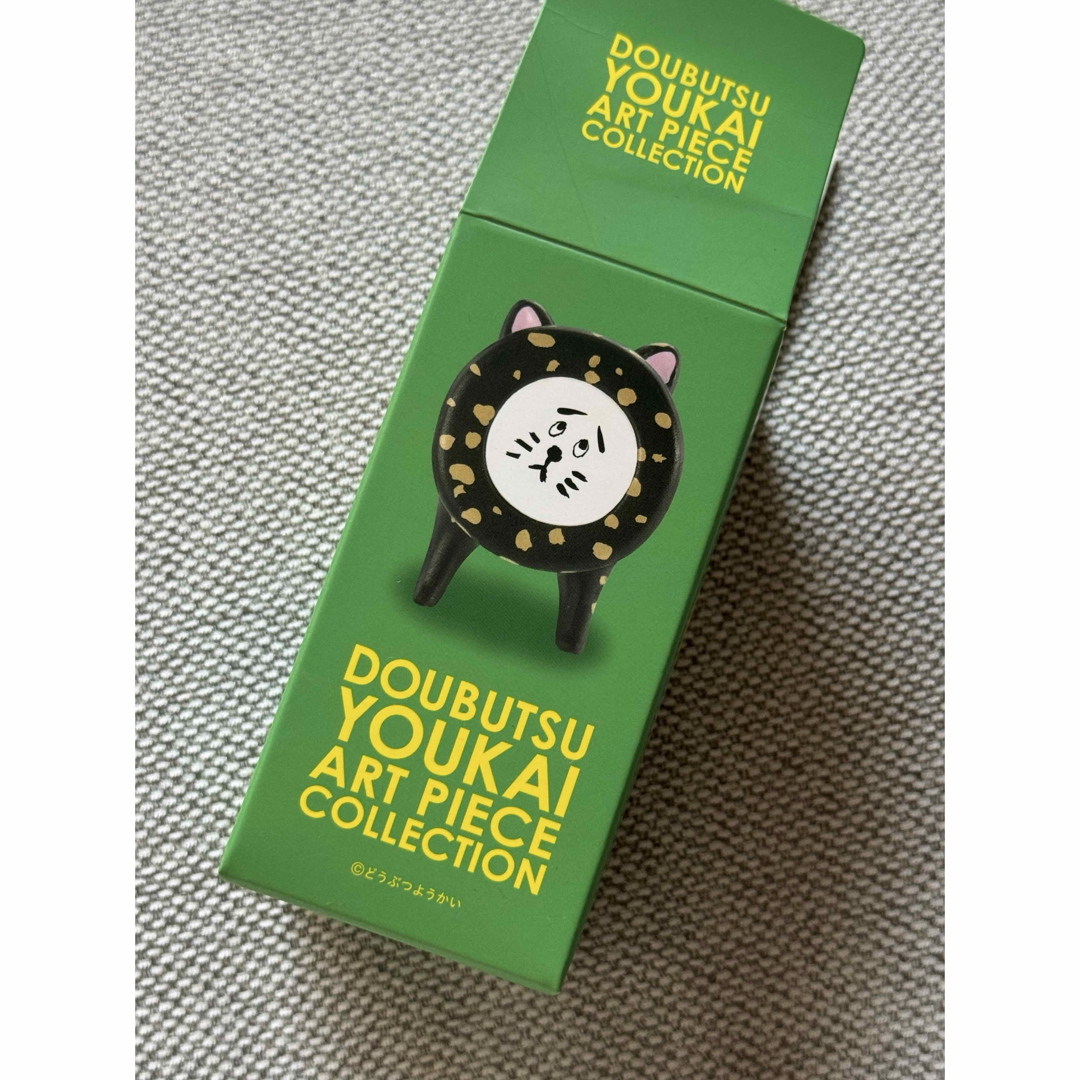 DOUBUTSU
YOUKAI
ART PIECE
COLLECTION
DOUBUTSU
YOUKAI
ART PIECE
COLLECTION
©どうぶつようかい